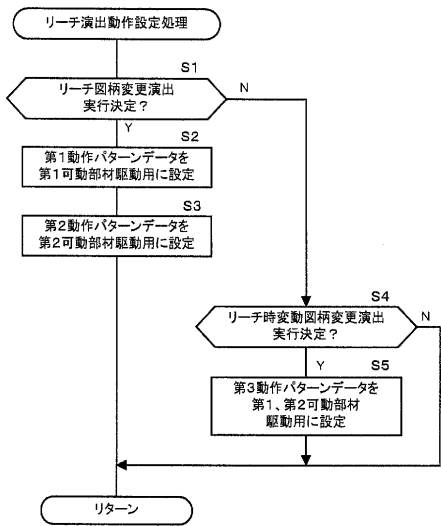 リーチ演出動作設定処理
S1
リーチ図柄変更演出
実行決定？
N
Y
S2
第1動作パターンデータを
第1可動部材駆動用に設定
S3
第2動作パターンデータを
第2可動部材駆動用に設定
S4
リーチ時変動図柄変更演出
実行決定？
N
Y
S5
第3動作パターンデータを
第1、第2可動部材
駆動用に設定
リターン